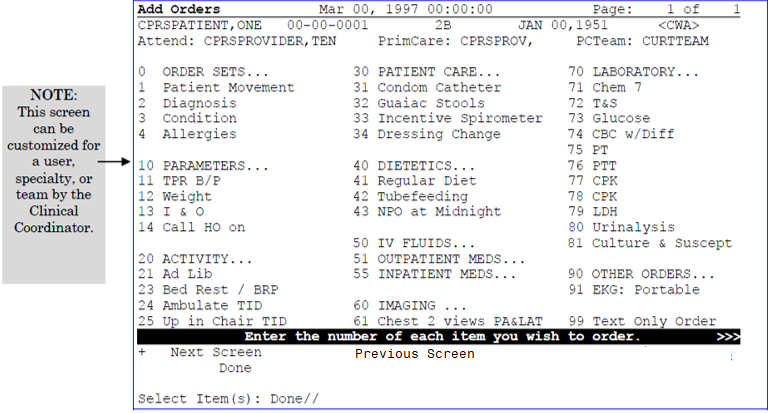 Add Orders Mar 00, 1997 00:00:00 Page: 1 of 1
CPRSPATIENT,ONE 00-00-0001 2B JAN 00,1951 <CWA>
Attend: CPRSPROVIDER,TEN PrimCare: CPRSPROV, PCTeam: CURTTEAM
0 ORDER SETS... 30 PATIENT CARE... 70 LABORATORY...
1 Patient Movement 31 Condom Catheter 71 Chem 7
2 Diagnosis 32 Guaiac Stools 72 T&S
3 Condition 33 Incentive Spirometer 73 Glucose
4 Allergies 34 Dressing Change 74 CBC w/Diff
75 PT
10 PARAMETERS... 40 DIETETICS... 76 PTT
11 TPR B/P 41 Regular Diet 77 CPK
12 Weight 42 Tubefeeding 78 CPK
13 I & O 43 NPO at Midnight 79 LDH
14 Call HO on 80 Urinalysis
50 IV FLUIDS... 81 Culture & Suscept
20 ACTIVITY... 51 OUTPATIENT MEDS...
21 Ad Lib 55 INPATIENT MEDS... 90 OTHER ORDERS...
23 Bed Rest / BRP 91 EKG: Portable
24 Ambulate TID 60 IMAGING ...
25 Up in Chair TID 61 Chest 2 views PA&LAT 99 Text Only Order
Enter the number of each item you wish to order. >>>
+ Next Screen Previous Screen
Done
Select Item(s): Done//
NOTE:
This screen
can be
customized for
a user,
specialty, or
team by the
Clinical
Coordinator.